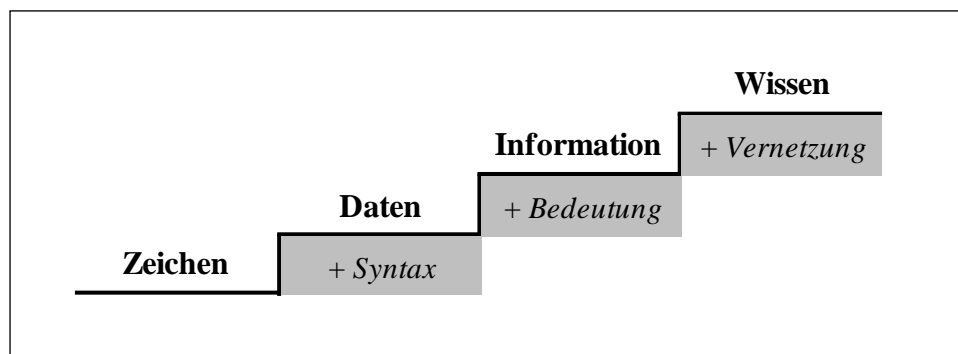 Wissen
+ Vernetzung
Information
+ Bedeutung
Daten
+ Syntax
Zeichen